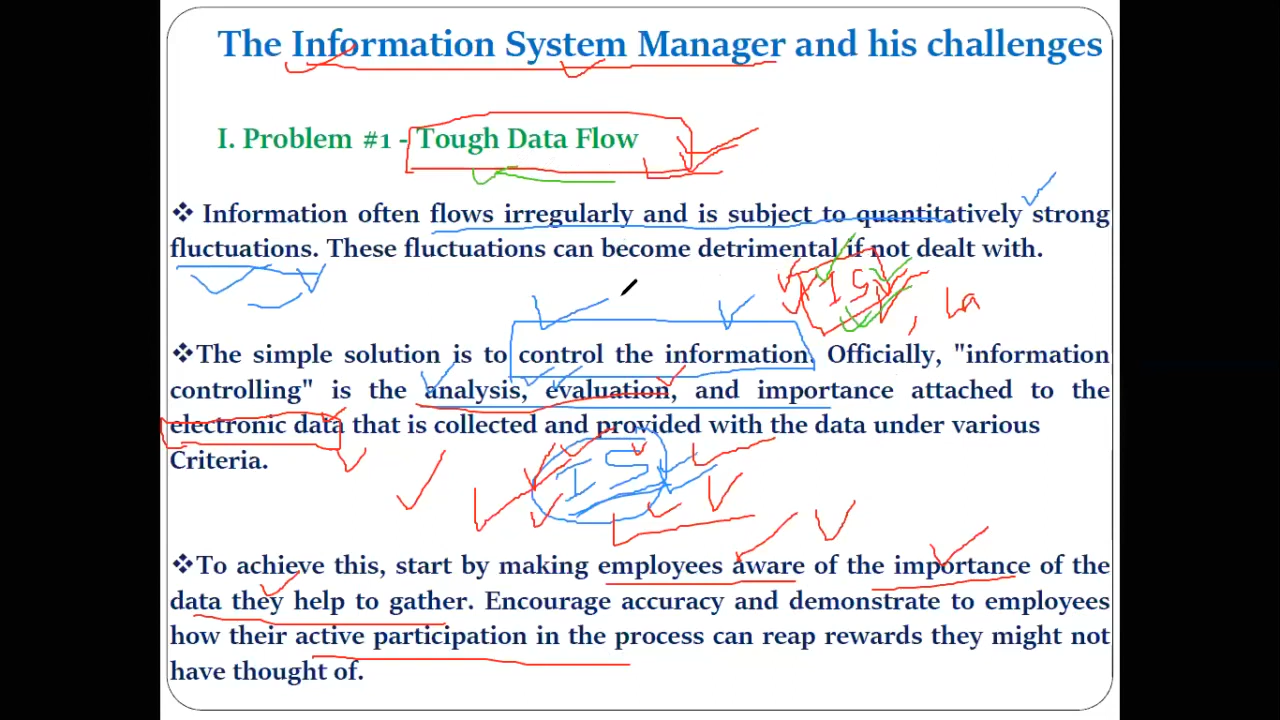 The Information System Manager and his challenges
I. Problem #1 - Tough Data Flow
❖ Information often flows irregularly and is subject to quantitatively strong
fluctuations. These fluctuations can become detrimental if not dealt with.
IS, la
❖The simple solution is to control the information. Officially, "information
controlling" is the analysis, evaluation, and importance attached to the
electronic data that is collected and provided with the data under various
Criteria.
IS
❖To achieve this, start by making employees aware of the importance of the
data they help to gather. Encourage accuracy and demonstrate to employees
how their active participation in the process can reap rewards they might not
have thought of.